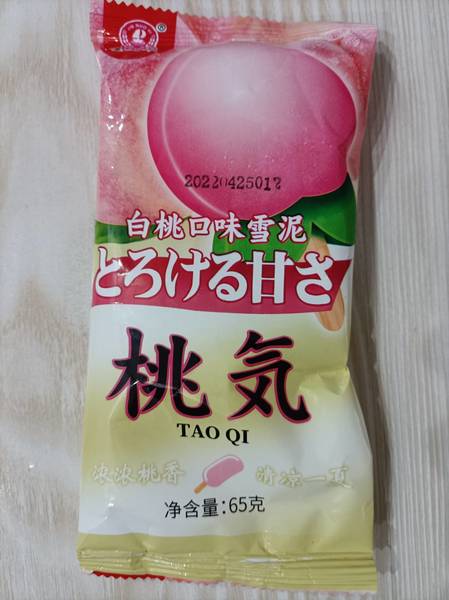 ®
20220425012
白桃口味雪泥
とろける甘さ
桃気
TAO QI
浓浓桃香 清凉一夏
净含量:65克